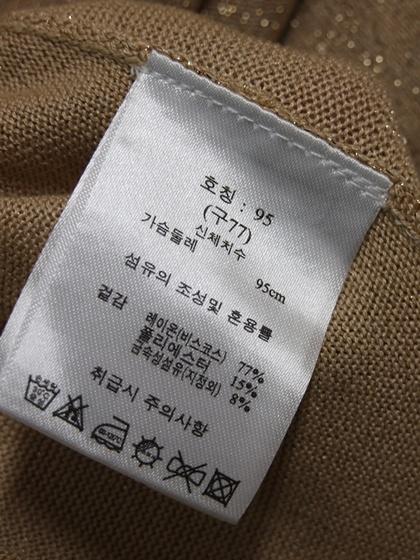 호칭 : 95
(구77)
신체치수
가슴둘레 95cm
섬유의 조성및 혼용률
겉감
레이온(비스코스) 77%
폴리에스터 15%
금속성섬유(지정외) 8%
취급시 주의사항